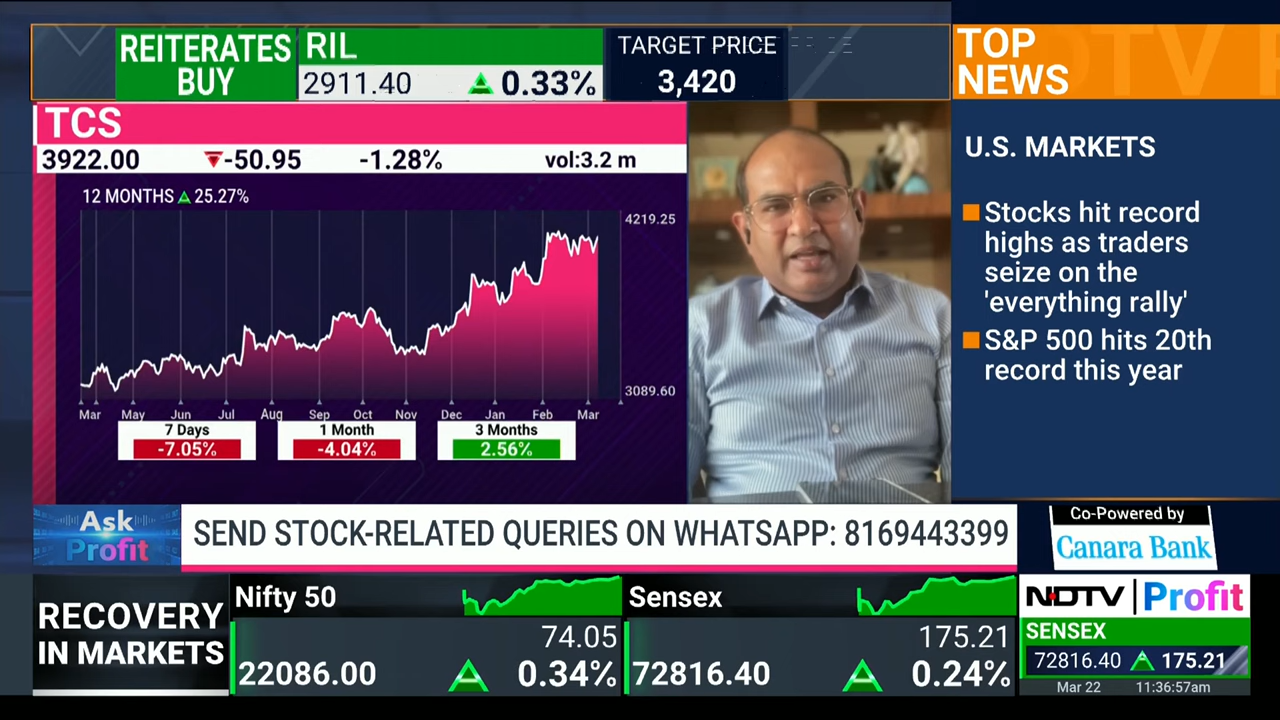 REITERATES
BUY
RIL
2911.40 0.33%
TARGET PRICE
3,420
TOP
NEWS
TCS
3922.00 -50.95 -1.28% vol:3.2 m
12 MONTHS 25.27%
4219.25
3089.60
Mar May Jun Jul Aug Sep Oct Nov Dec Jan Feb Mar
7 Days
-7.05%
1 Month
-4.04%
3 Months
2.56%
U.S. MARKETS
Stocks hit record
highs as traders
seize on the
'everything rally'
S&P 500 hits 20th
record this year
Ask
Profit
SEND STOCK-RELATED QUERIES ON WHATSAPP: 8169443399
Co-Powered by
Canara Bank
RECOVERY
IN MARKETS
Nifty 50
74.05
22086.00 0.34%
Sensex
175.21
72816.40 0.24%
NDTV Profit
SENSEX
72816.40 175.21
Mar 22 11:36:57am